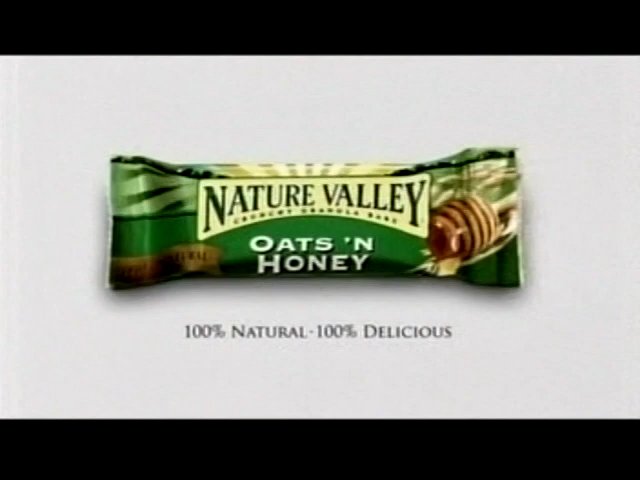 NATURE VALLEY
CRUNCHY GRANOLA BARS
OATS 'N
HONEY
100% NATURAL · 100% DELICIOUS